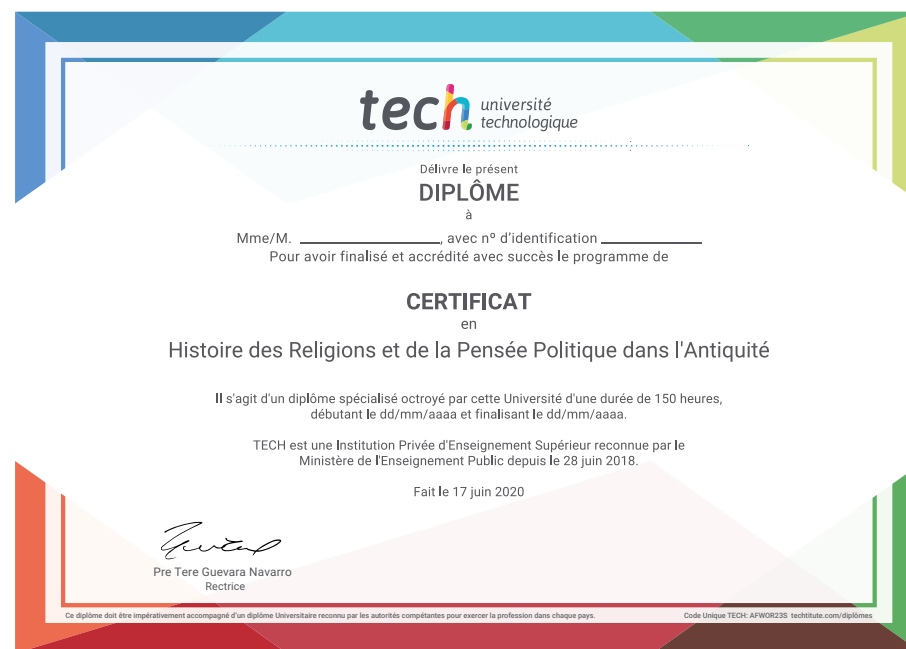 tech université
technologique
Délivre le présent
DIPLÔME
à
Mme/M. ____________________, avec nº d'identification ______________
Pour avoir finalisé et accrédité avec succès le programme de
CERTIFICAT
en
Histoire des Religions et de la Pensée Politique dans l'Antiquité
Il s'agit d'un diplôme spécialisé octroyé par cette Université d'une durée de 150 heures,
débutant le dd/mm/aaaa et finalisant le dd/mm/aaaa.
TECH est une Institution Privée d'Enseignement Supérieur reconnue par le
Ministère de l'Enseignement Public depuis le 28 juin 2018.
Fait le 17 juin 2020
Pre Tere Guevara Navarro
Rectrice
Ce diplôme doit être impérativement accompagné d'un diplôme Universitaire reconnu par les autorités compétantes pour exercer la profession dans chaque pays.
Code Unique TECH: AFWOR23S techtitute.com/diplômes